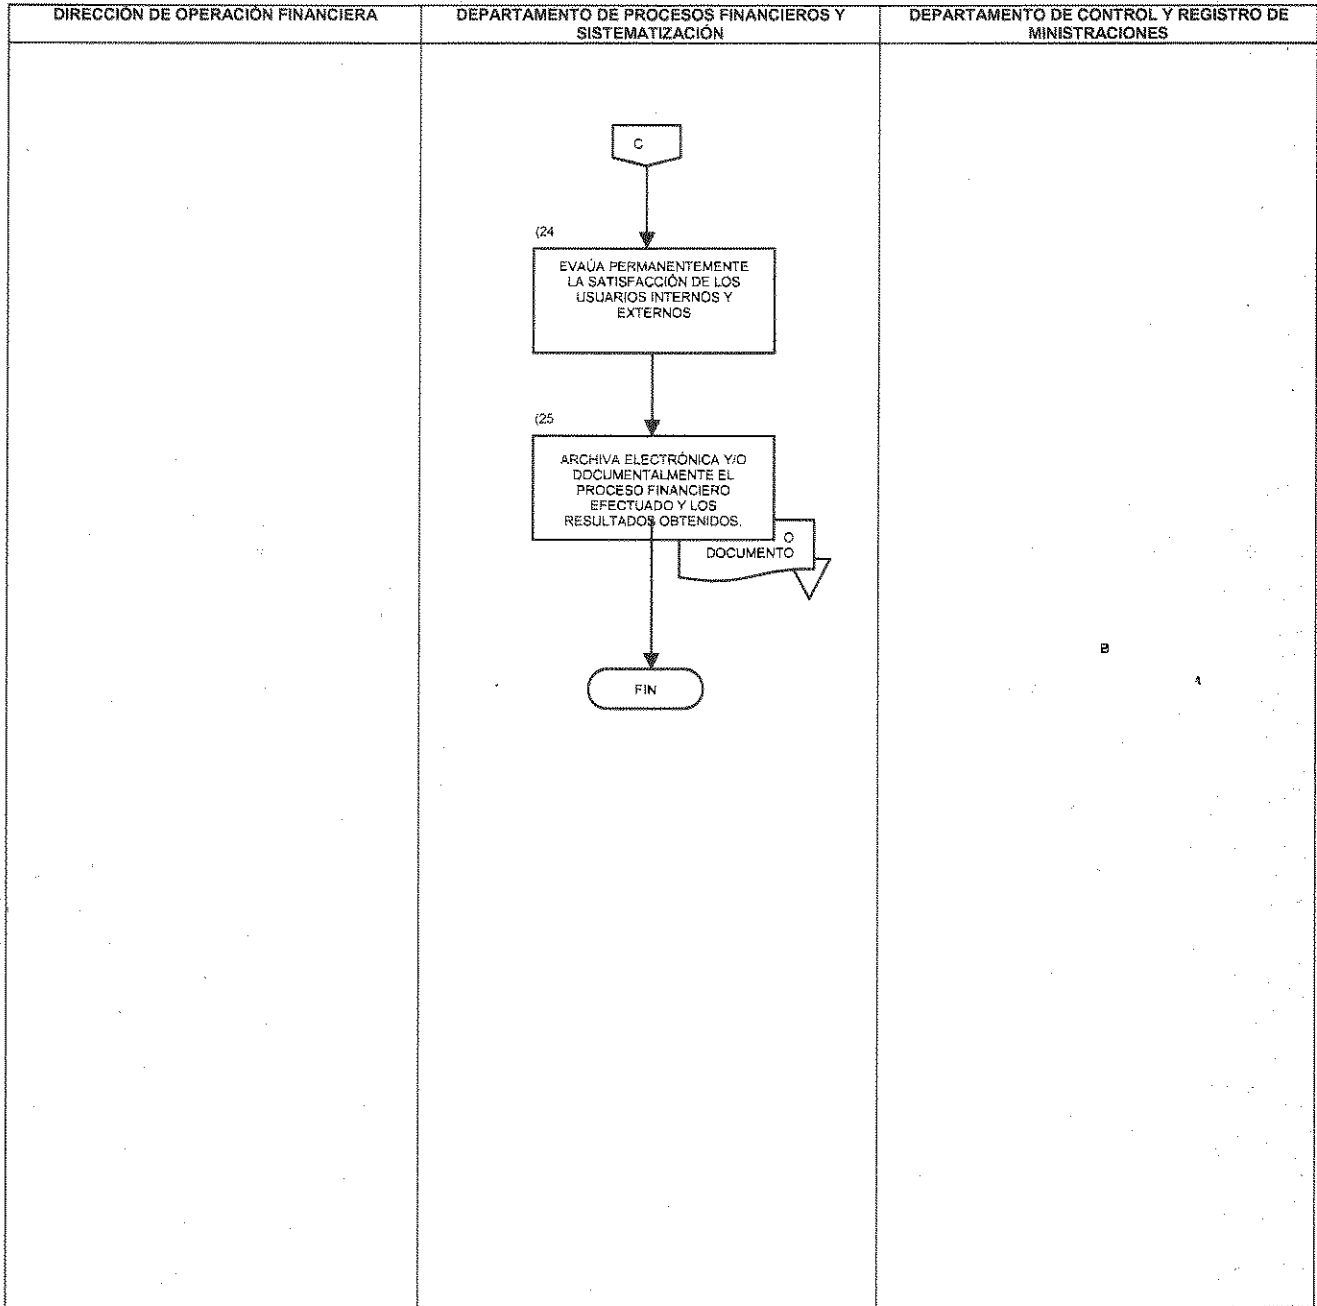 DIRECCIÓN DE OPERACIÓN FINANCIERA
DEPARTAMENTO DE PROCESOS FINANCIEROS Y
SISTEMATIZACIÓN
DEPARTAMENTO DE CONTROL Y REGISTRO DE
MINISTRACIONES
C
(24
EVAÚA PERMANENTEMENTE
LA SATISFACCIÓN DE LOS
USUARIOS INTERNOS Y
EXTERNOS
(25
ARCHIVA ELECTRÓNICA Y/O
DOCUMENTALMENTE EL
PROCESO FINANCIERO
EFECTUADO Y LOS
RESULTADOS OBTENIDOS.
O
DOCUMENTO
FIN